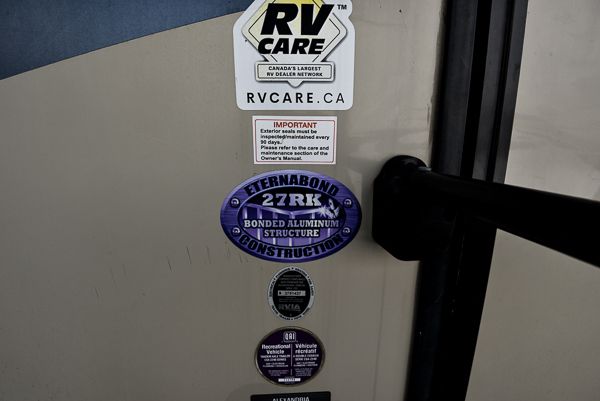 RV
™
CARE
CANADA'S LARGEST
RV DEALER NETWORK
RVCARE.CA
IMPORTANT
Exterior seals must be
inspected/maintained every
90 days.
Please refer to the care and
maintenance section of the
Owner's Manual.
ETERNABOND
27RK
BONDED ALUMINUM
STRUCTURE
CONSTRUCTION
RVIA
QAI
Recreational
Vehicle
Véhicule
récréatif
ALEXANDRIA